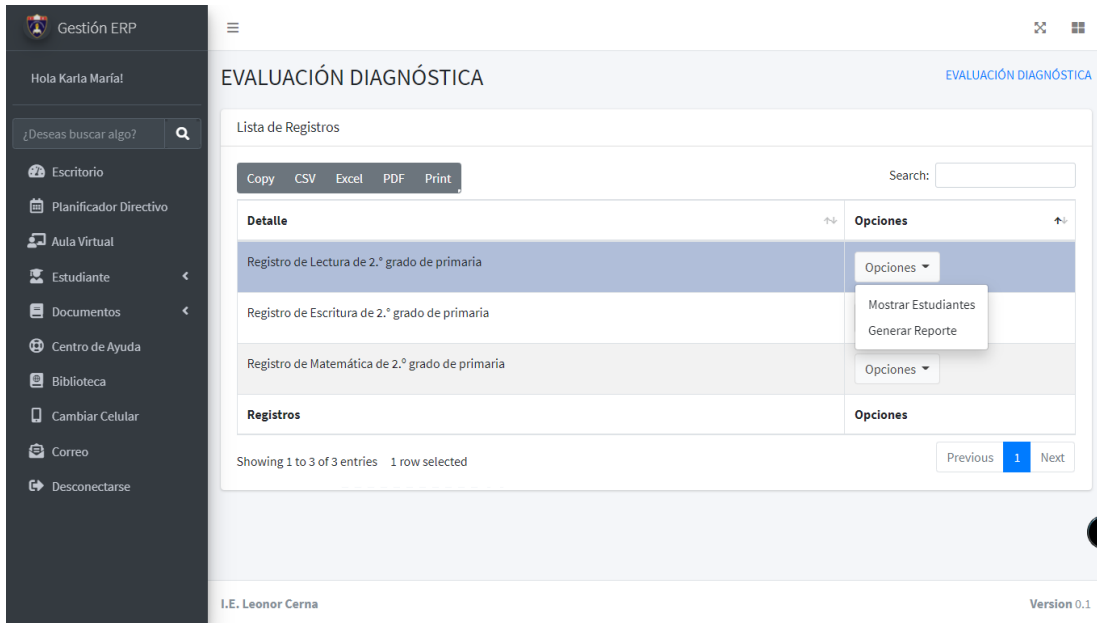 Gestión ERP
Hola Karla María!
¿Deseas buscar algo?
Escritorio
Planificador Directivo
Aula Virtual
Estudiante
Documentos
Centro de Ayuda
Biblioteca
Cambiar Celular
Correo
Desconectarse
EVALUACIÓN DIAGNÓSTICA
EVALUACIÓN DIAGNÓSTICA
Lista de Registros
Copy CSV Excel PDF Print
Search:
Detalle Opciones
Registro de Lectura de 2.° grado de primaria
Opciones
Mostrar Estudiantes
Generar Reporte
Registro de Escritura de 2.° grado de primaria
Registro de Matemática de 2.º grado de primaria
Opciones
Registros Opciones
Showing 1 to 3 of 3 entries 1 row selected
Previous 1 Next
I.E. Leonor Cerna
Version 0.1